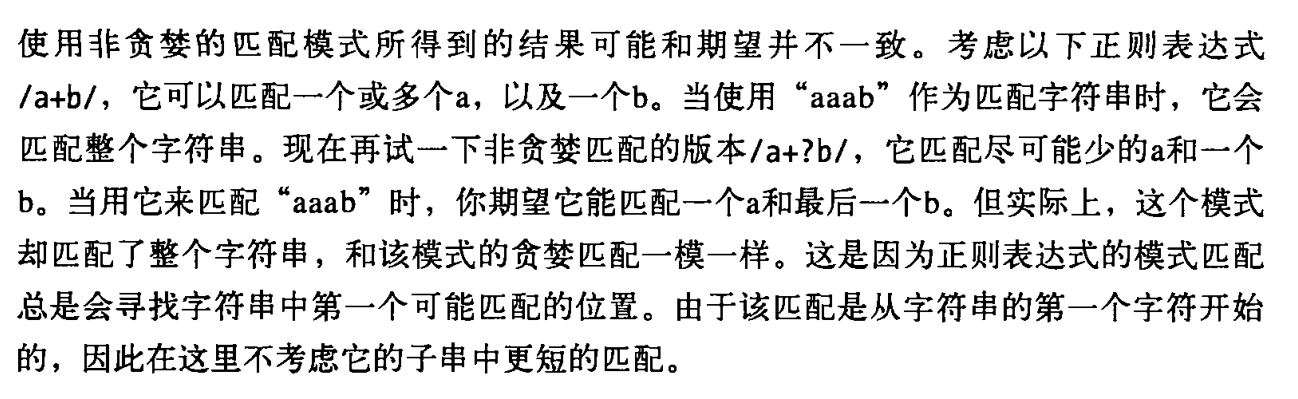 使用非贪婪的匹配模式所得到的结果可能和期望并不一致。考虑以下正则表达式
/a+b/，它可以匹配一个或多个a，以及一个b。当使用“aaab”作为匹配字符串时，它会
匹配整个字符串。现在再试一下非贪婪匹配的版本/a+?b/，它匹配尽可能少的a和一个
b。当用它来匹配“aaab”时，你期望它能匹配一个a和最后一个b。但实际上，这个模式
却匹配了整个字符串，和该模式的贪婪匹配一模一样。这是因为正则表达式的模式匹配
总是会寻找字符串中第一个可能匹配的位置。由于该匹配是从字符串的第一个字符开始
的，因此在这里不考虑它的子串中更短的匹配。